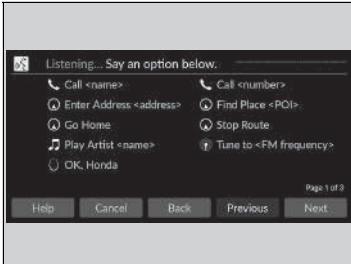 Listening... Say an option below.
Call <name>
Call <number>
Enter Address <address>
Find Place <POI>
Go Home
Stop Route
Play Artist <name>
Tune to <FM frequency>
OK, Honda
Page 1 of 3
Help Cancel Back Previous Next